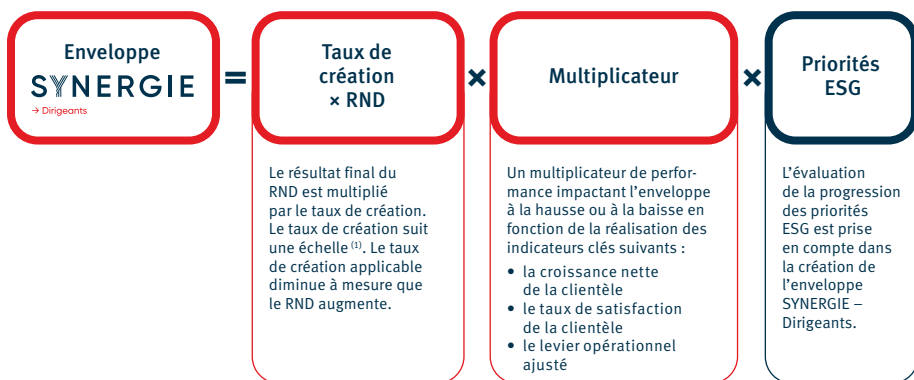 Enveloppe
SYNERGIE
→ Dirigeants
=
Taux de
création
× RND
×
Multiplicateur
×
Priorités
ESG
Le résultat final du
RND est multiplié
par le taux de création.
Le taux de création suit
une échelle (1). Le taux
de création applicable
diminue à mesure que
le RND augmente.
Un multiplicateur de perfor-
mance impactant l’enveloppe
à la hausse ou à la baisse en
fonction de la réalisation des
indicateurs clés suivants :
• la croissance nette
de la clientèle
• le taux de satisfaction
de la clientèle
• le levier opérationnel
ajusté
L’évaluation
de la progression
des priorités
ESG est prise
en compte dans
la création de
l’enveloppe
SYNERGIE –
Dirigeants.